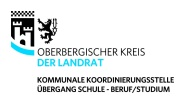 OBERBERGISCHER KREIS
DER LANDRAT
KOMMUNALE KOORDINIERUNGSSTELLE
ÜBERGANG SCHULE - BERUF/STUDIUM